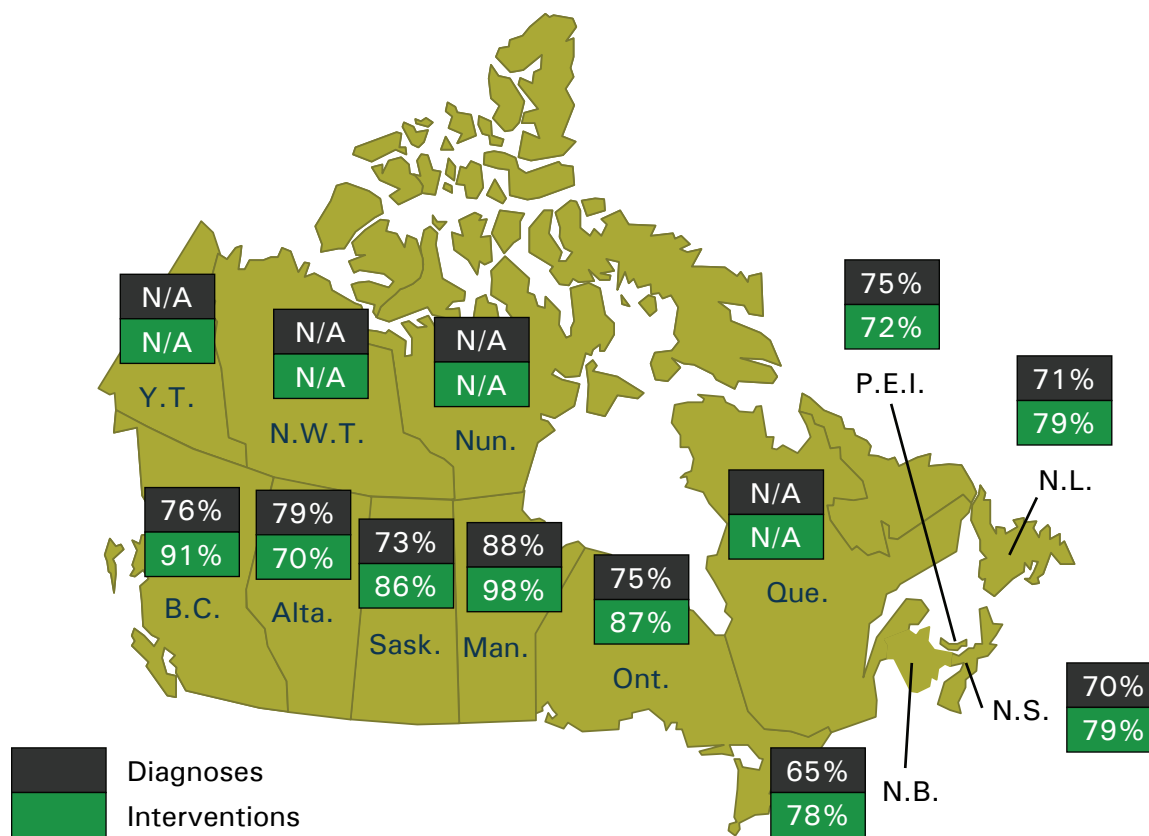 N/A
N/A
Y.T.
N/A
N/A
N.W.T.
N/A
N/A
Nun.
75%
72%
P.E.I.
71%
79%
N.L.
76%
91%
B.C.
79%
70%
Alta.
73%
86%
Sask.
88%
98%
Man.
75%
87%
Ont.
N/A
N/A
Que.
70%
79%
N.S.
65%
78%
N.B.
Diagnoses
Interventions